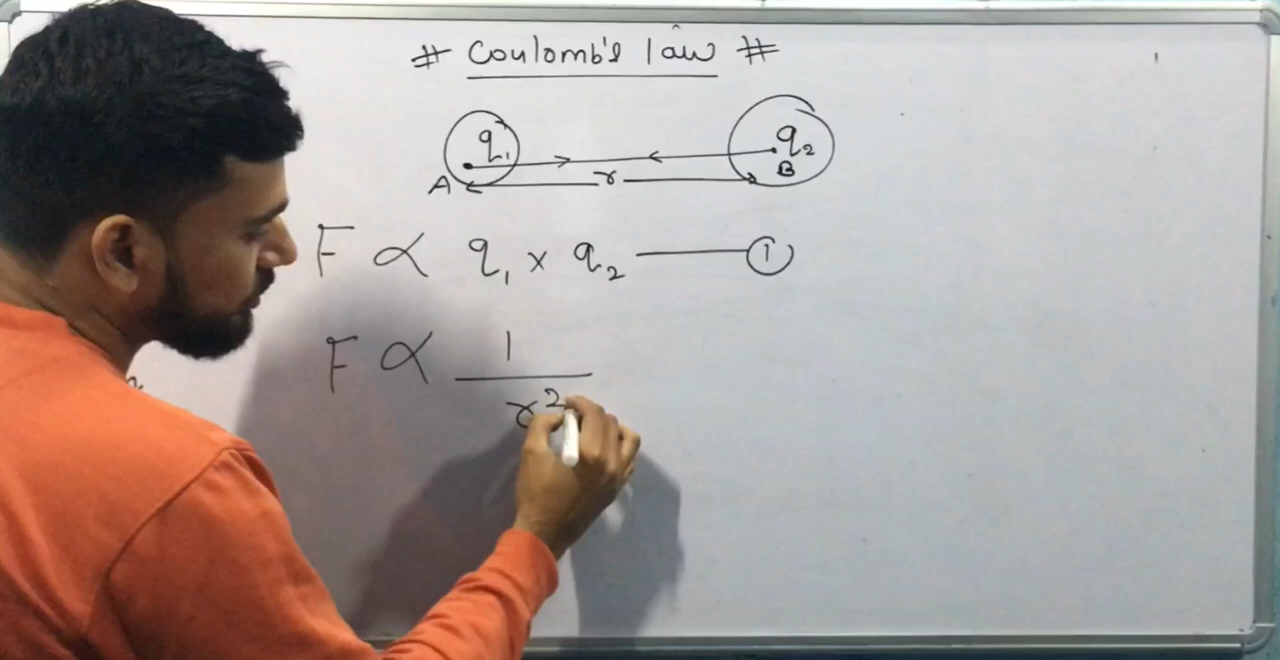 # Coulomb's law #
q₁ q₂
A r B
F ∝ q₁ × q₂ ——— ①
F ∝ 1 / r²